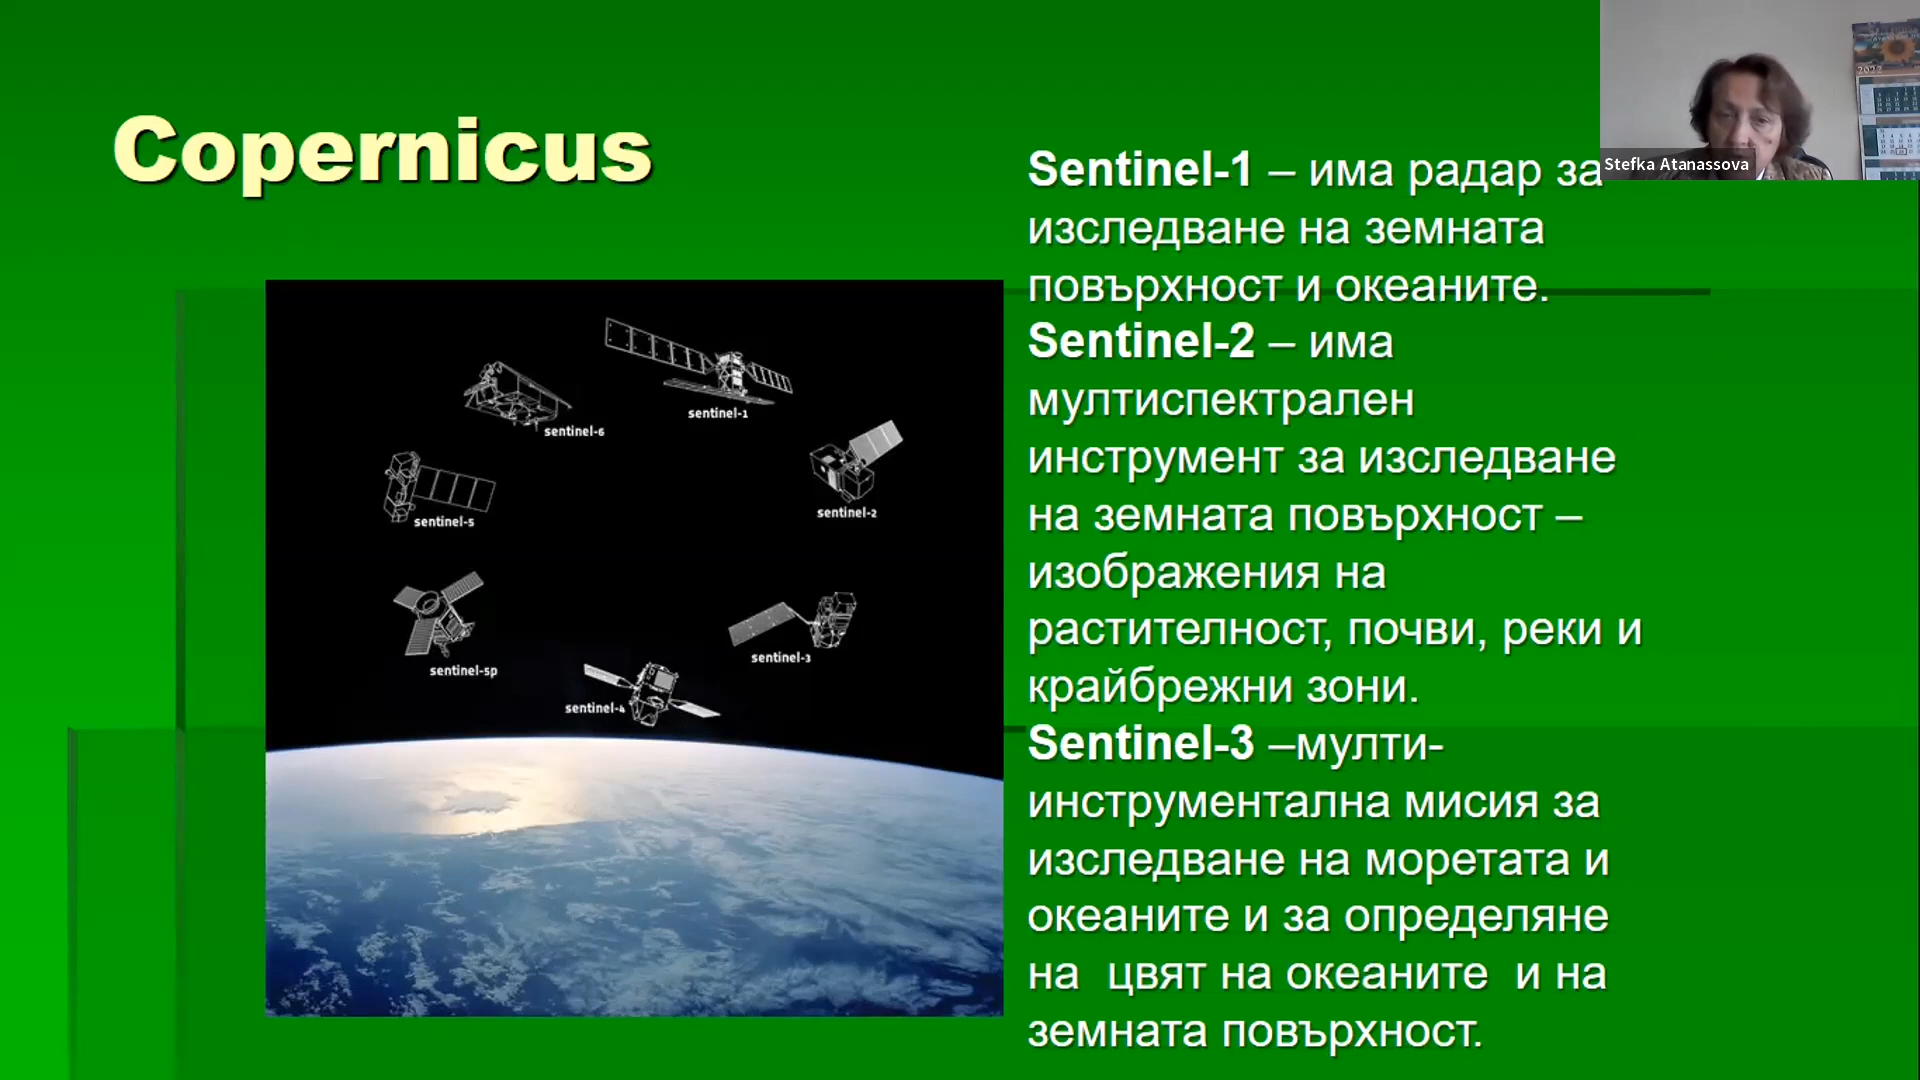 Copernicus
Sentinel-1 – има радар за
изследване на земната
повърхност и океаните.
Sentinel-2 – има
мултиспектрален
инструмент за изследване
на земната повърхност –
изображения на
растителност, почви, реки и
крайбрежни зони.
Sentinel-3 –мулти-
инструментална мисия за
изследване на моретата и
океаните и за определяне
на цвят на океаните и на
земната повърхност.
sentinel-1
sentinel-6
sentinel-2
sentinel-5
sentinel-3
sentinel-5p
sentinel-4
Stefka Atanassova
2022